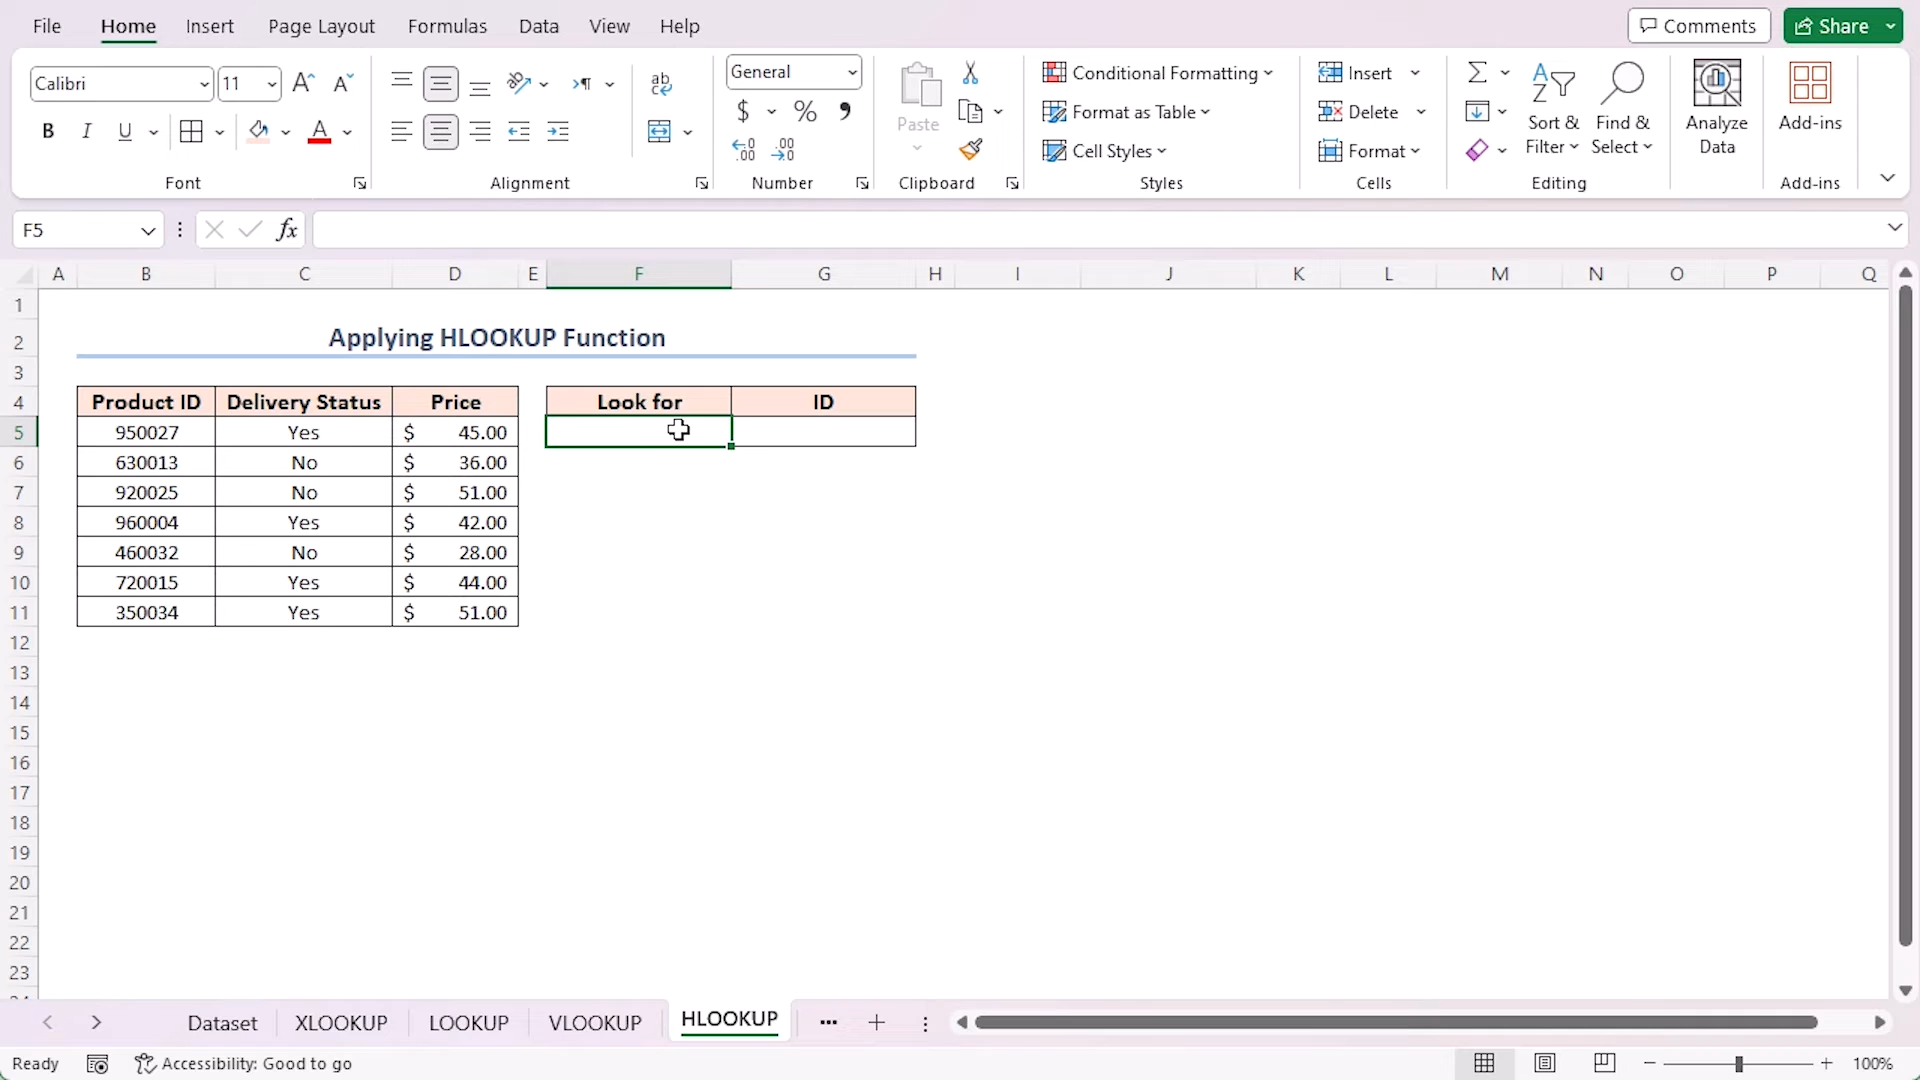 File Home Insert Page Layout Formulas Data View Help Comments Share
Calibri 11 General Conditional Formatting Insert
$ % Format as Table Delete
B I U A Paste Sort & Filter Find & Select Analyze Data Add-ins
Cell Styles Format
Font Alignment Number Clipboard Styles Cells Editing Add-ins
F5 fx
A B C D E F G H I J K L M N O P Q
1
2 Applying HLOOKUP Function
3
4 Product ID Delivery Status Price Look for ID
5 950027 Yes $ 45.00
6 630013 No $ 36.00
7 920025 No $ 51.00
8 960004 Yes $ 42.00
9 460032 No $ 28.00
10 720015 Yes $ 44.00
11 350034 Yes $ 51.00
12
13
14
15
16
17
18
19
20
21
22
23
Dataset XLOOKUP LOOKUP VLOOKUP HLOOKUP ...
Ready Accessibility: Good to go 100%